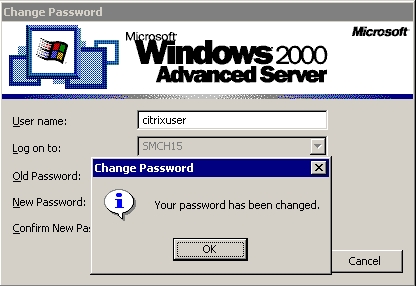 Change Password
Microsoft
Microsoft
Windows 2000
Advanced Server
User name:
citrixuser
Log on to:
SMCH15
Old Password:
Change Password
New Password:
Your password has been changed.
Confirm New Pas
OK
Cancel